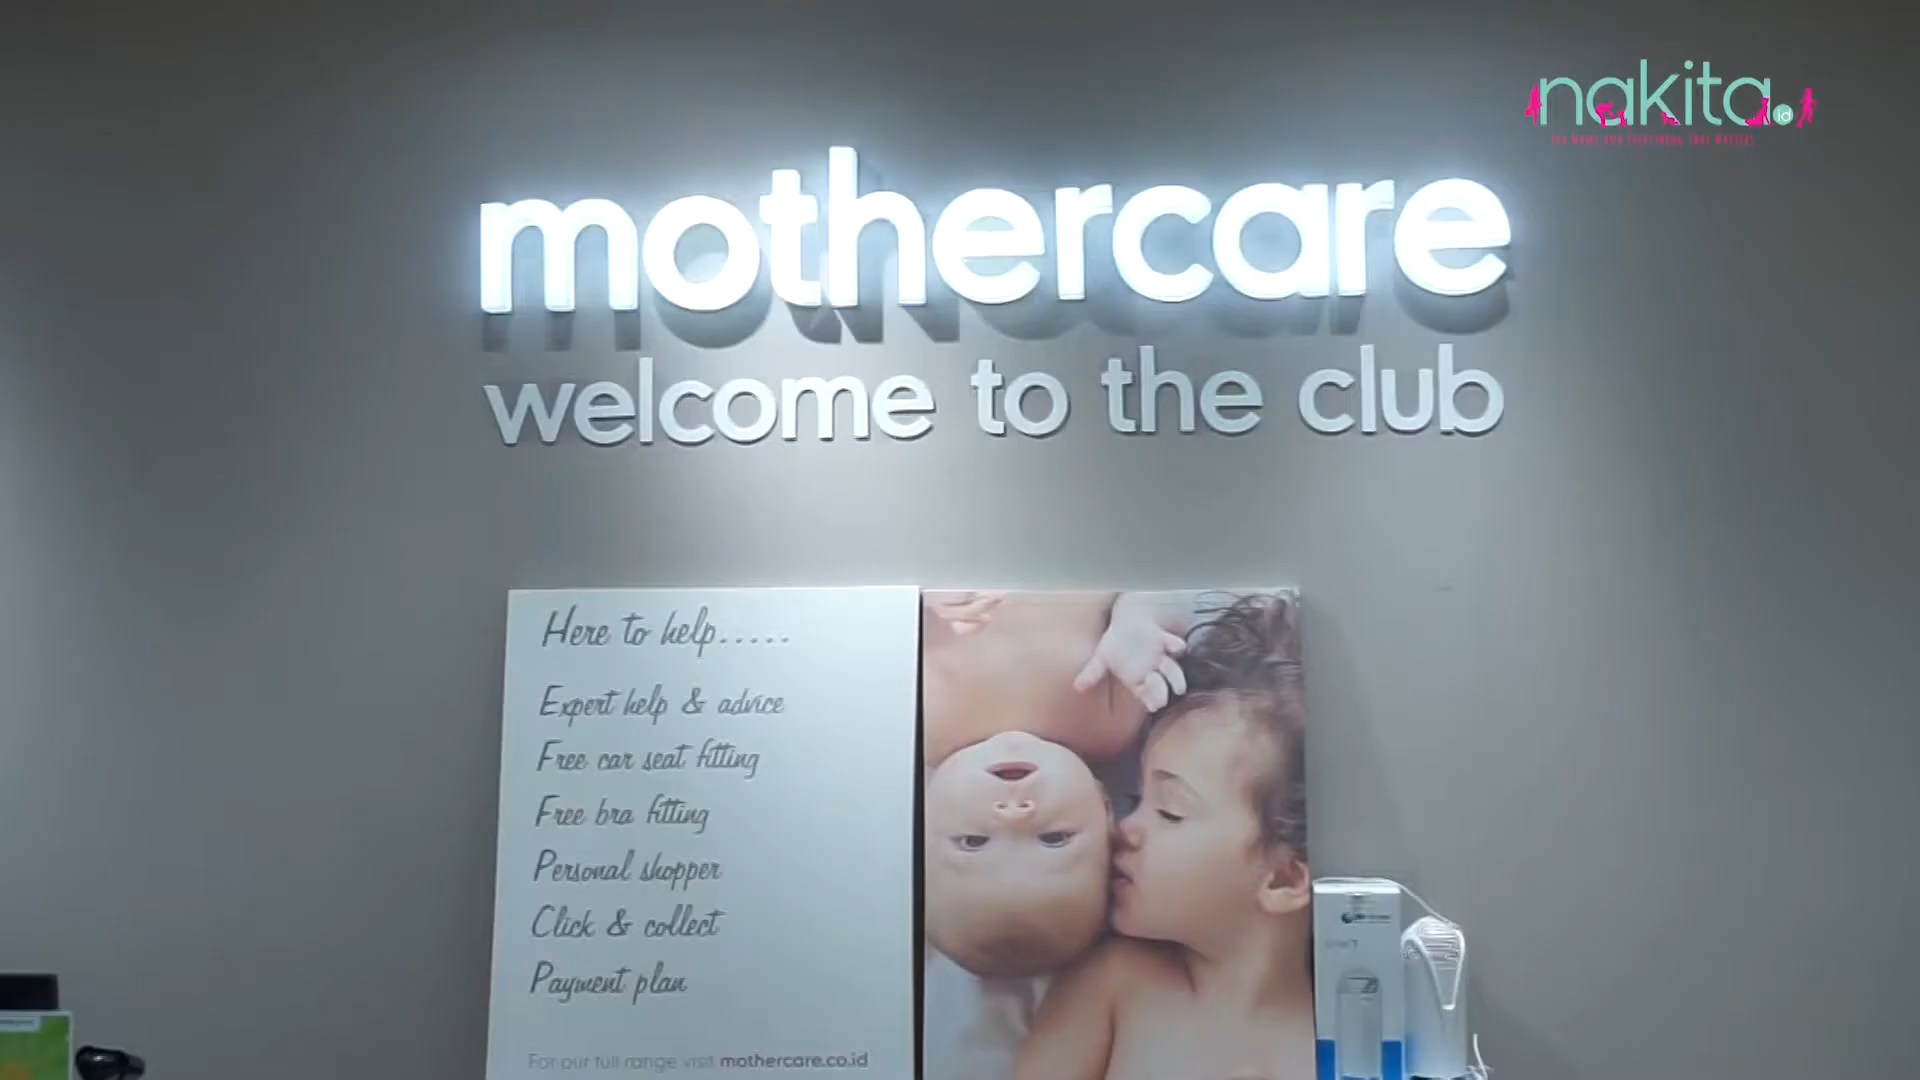 nakita.id
mothercare
welcome to the club
Here to help.....
Expert help & advice
Free car seat fitting
Free bra fitting
Personal shopper
Click & collect
Payment plan
For our full range visit mothercare.co.id